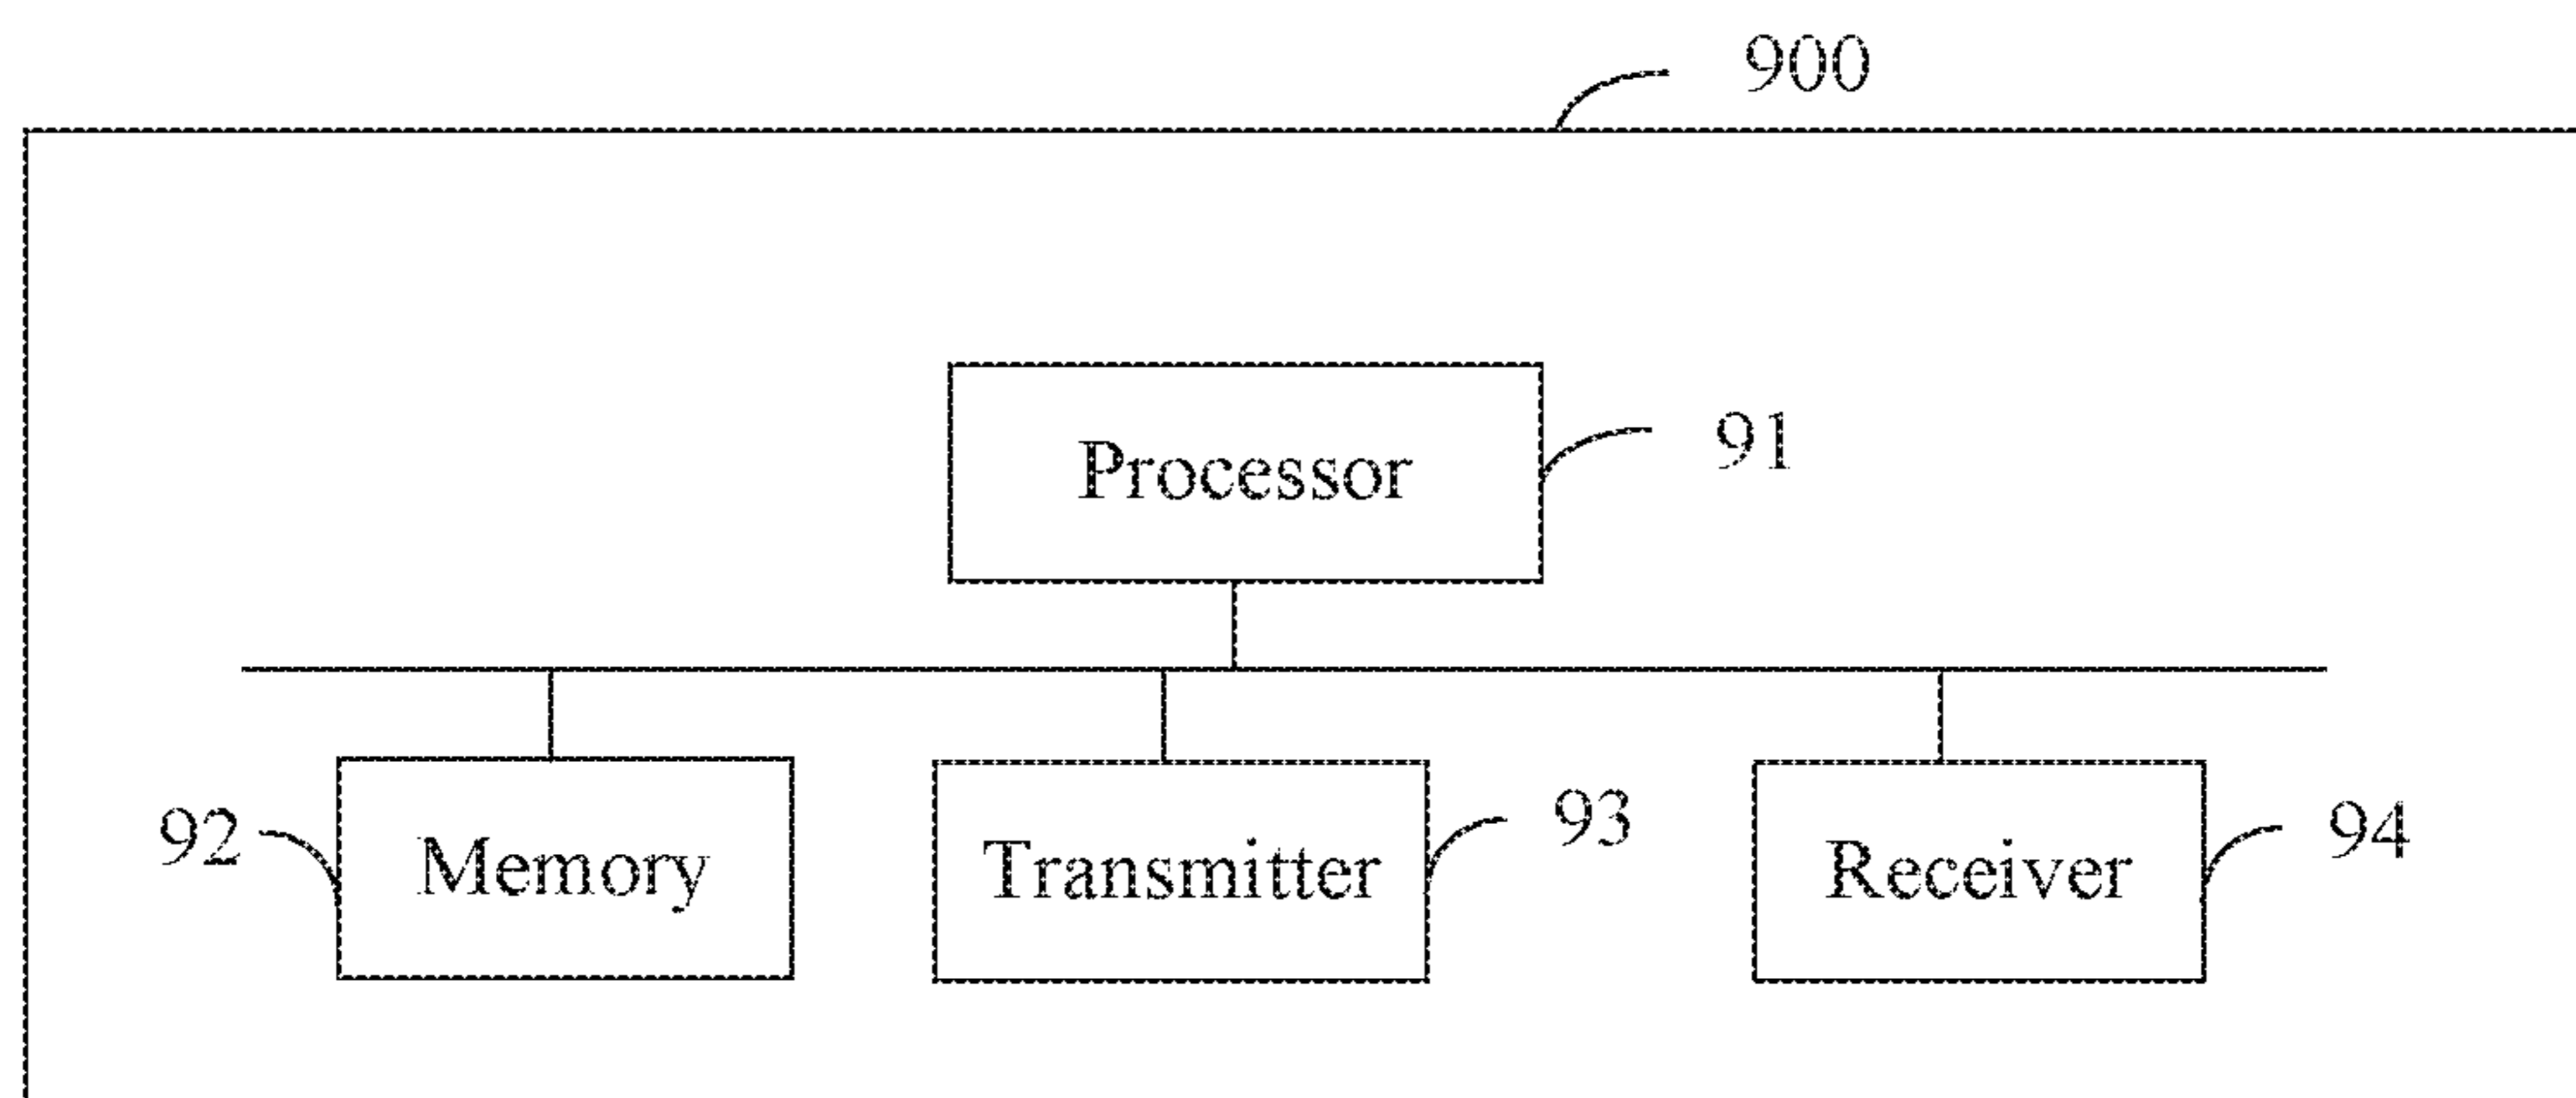 900
Processor
91
92
Memory
Transmitter
93
Receiver
94